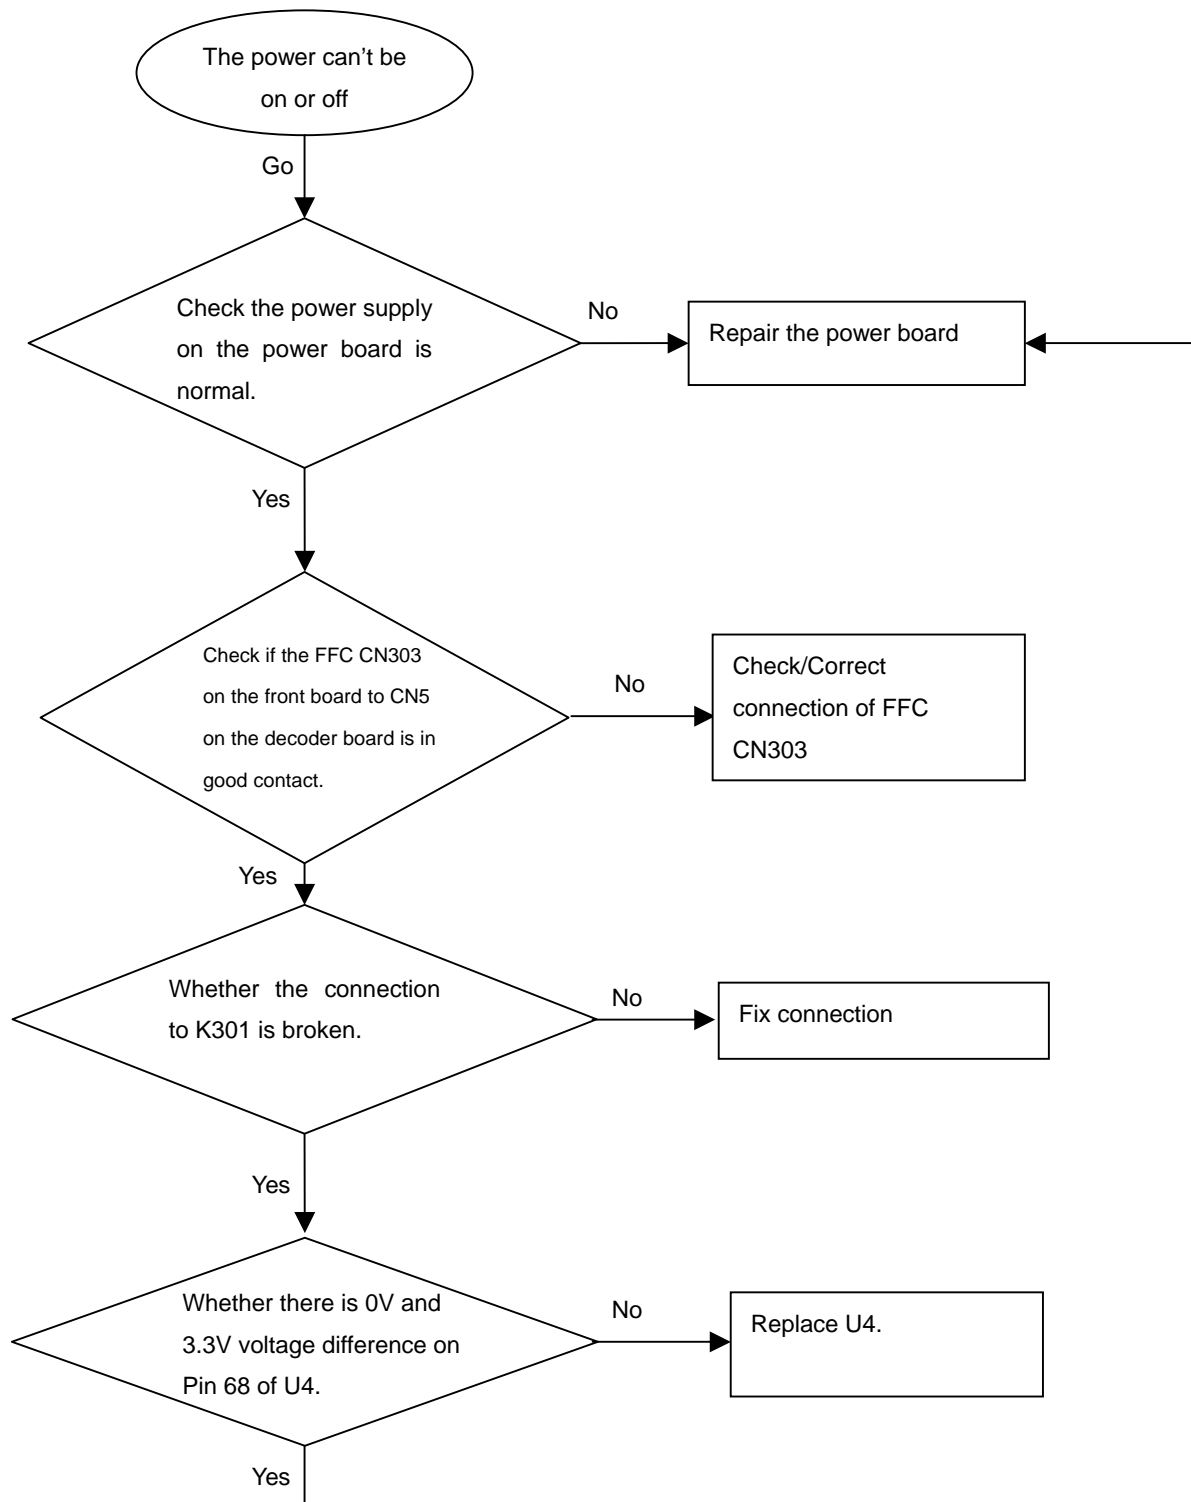 The power can’t be
on or off
Go
Check the power supply
on the power board is
normal.
No
Repair the power board
Yes
Check if the FFC CN303
on the front board to CN5
on the decoder board is in
good contact.
No
Check/Correct
connection of FFC
CN303
Yes
Whether the connection
to K301 is broken.
No
Fix connection
Yes
Whether there is 0V and
3.3V voltage difference on
Pin 68 of U4.
No
Replace U4.
Yes